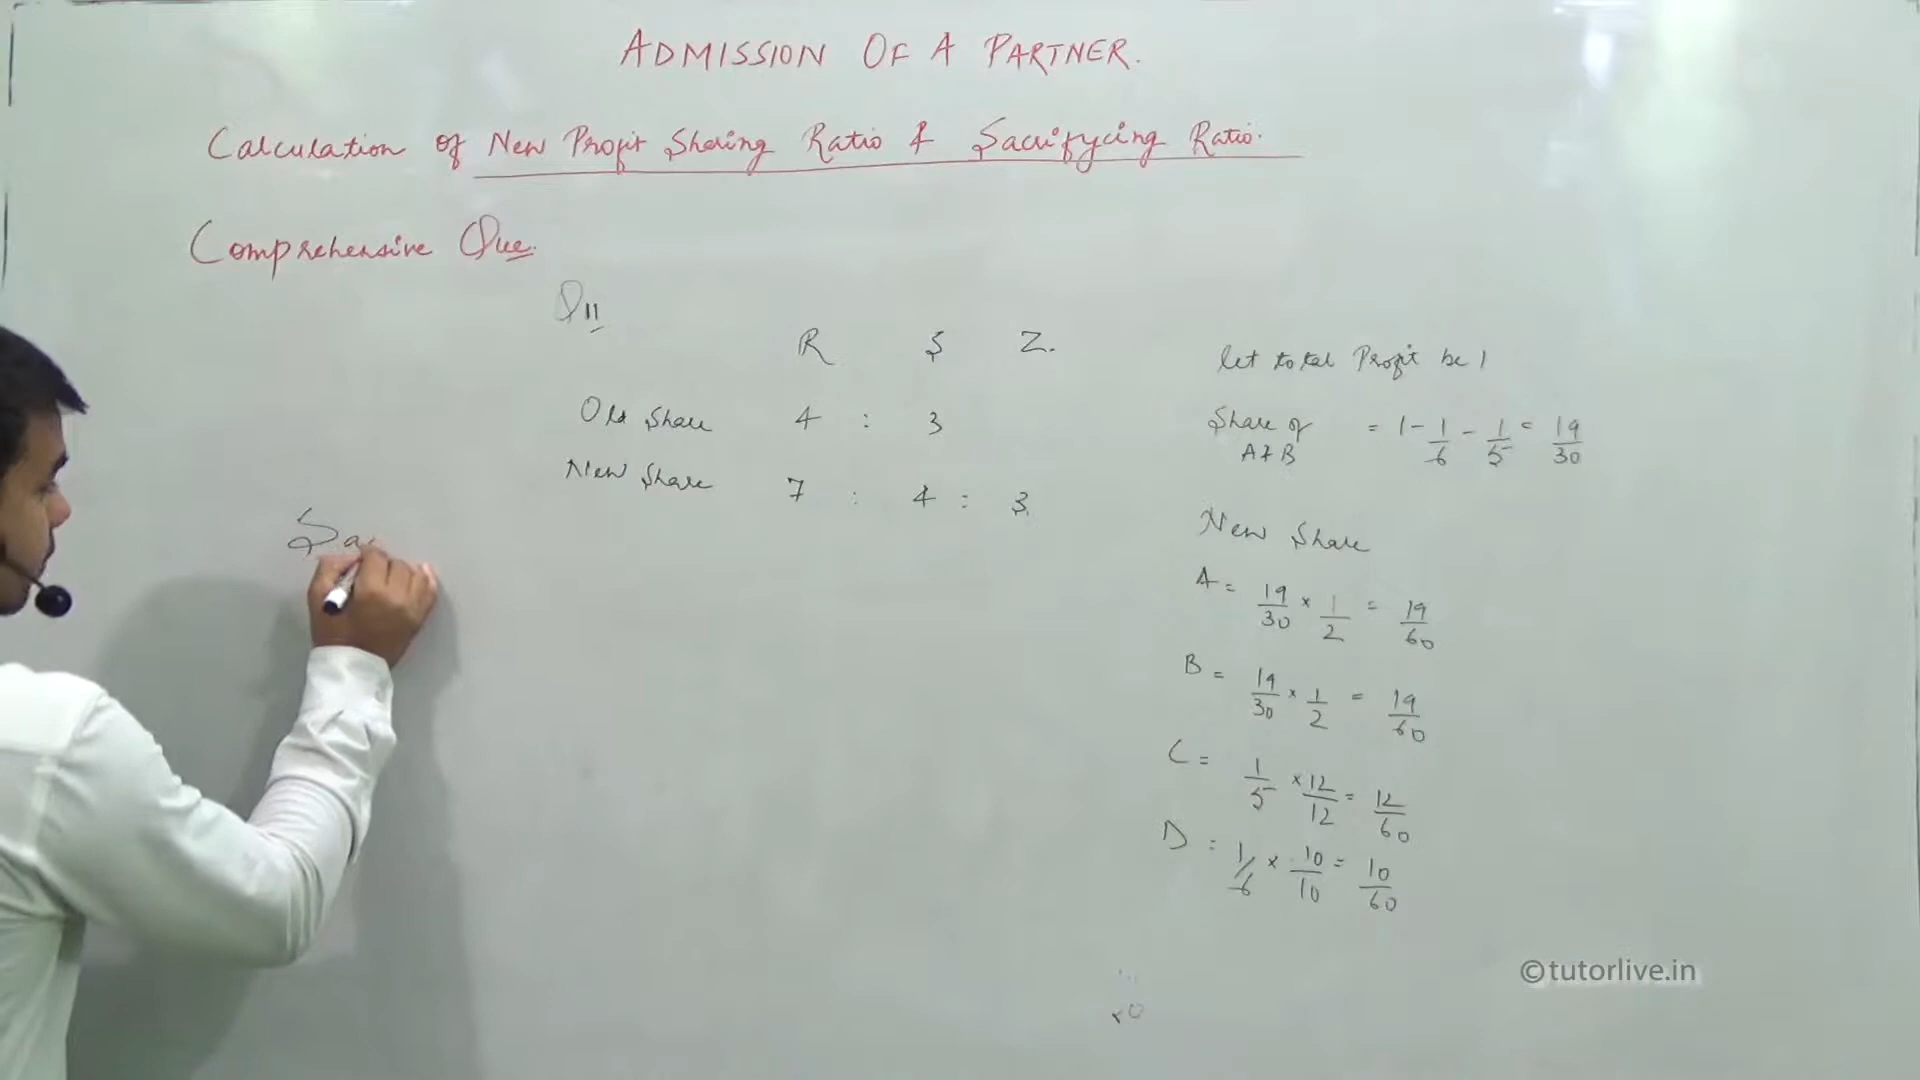 ADMISSION OF A PARTNER.
Calculation of New Profit Sharing Ratio & Sacrifycing Ratio.
Comprehensive Que.
Q11
R S Z.
Old Share 4 : 3
New Share 7 : 4 : 3
Sa
let total Profit be 1
Share of A & B = 1 - 1/6 - 1/5 = 19/30
New Share
A = 19/30 × 1/2 = 19/60
B = 19/30 × 1/2 = 19/60
C = 1/5 × 12/12 = 12/60
D = 1/6 × 10/10 = 10/60
©tutorlive.in